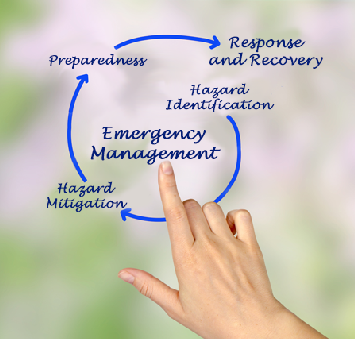 Preparedness
Response
and Recovery
Hazard
Identification
Emergency
Management
Hazard
Mitigation